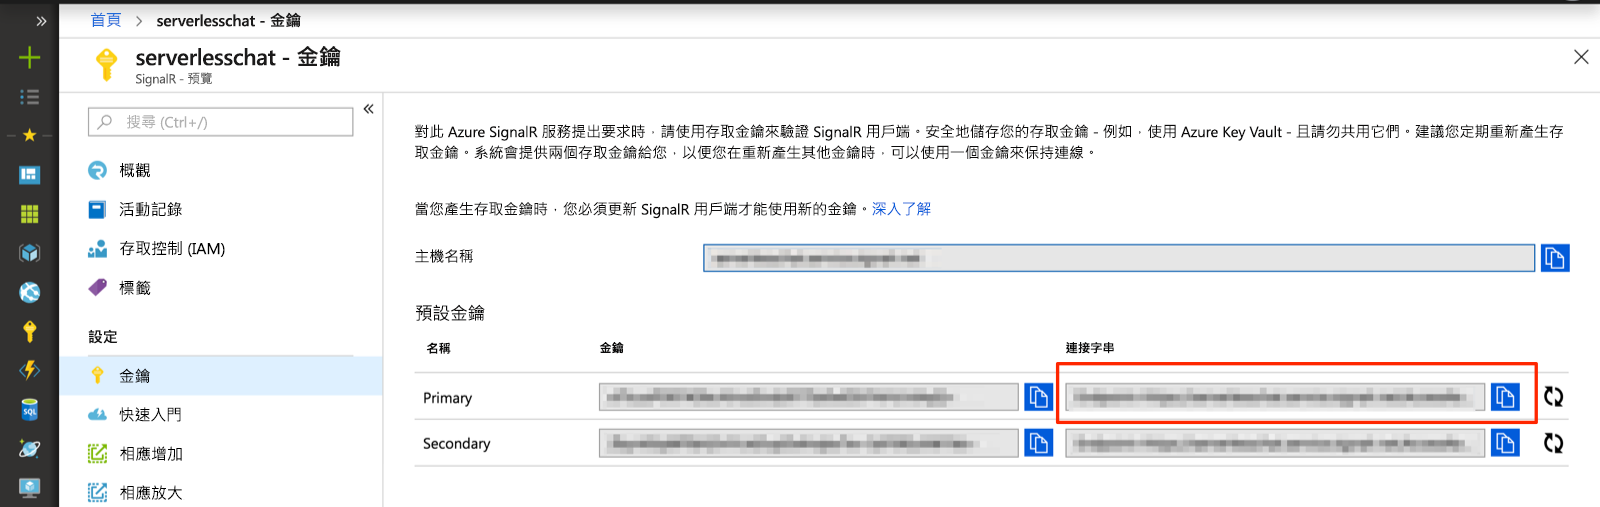 首頁 > serverlesschat - 金鑰
serverlesschat - 金鑰
SignalR - 預覽
搜尋 (Ctrl+/)
概觀
活動記錄
存取控制 (IAM)
標籤
設定
金鑰
快速入門
相應增加
相應放大
SQL
對此 Azure SignalR 服務提出要求時，請使用存取金鑰來驗證 SignalR 用戶端。安全地儲存您的存取金鑰 - 例如，使用 Azure Key Vault - 且請勿共用它們。建議您定期重新產生存
取金鑰。系統會提供兩個存取金鑰給您，以便您在重新產生其他金鑰時，可以使用一個金鑰來保持連線。
當您產生存取金鑰時，您必須更新 SignalR 用戶端才能使用新的金鑰。深入了解
主機名稱
預設金鑰
名稱 金鑰 連接字串
Primary
Secondary